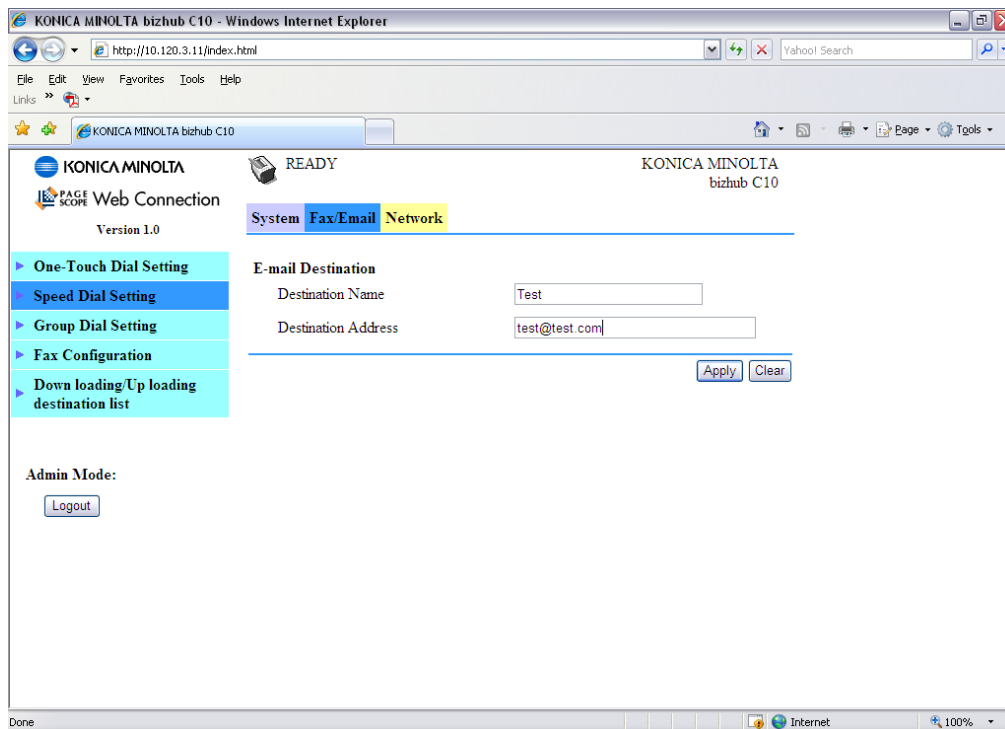 KONICA MINOLTA bizhub C10 - Windows Internet Explorer
http://10.120.3.11/index.html
Yahoo! Search
File Edit View Favorites Tools Help
Links »
KONICA MINOLTA bizhub C10
Page Tools
KONICA MINOLTA
READY
KONICA MINOLTA
bizhub C10
PAGE SCOPE Web Connection
Version 1.0
System Fax/Email Network
One-Touch Dial Setting
Speed Dial Setting
Group Dial Setting
Fax Configuration
Down loading/Up loading
destination list
E-mail Destination
Destination Name Test
Destination Address test@test.com
Apply Clear
Admin Mode:
Logout
Done
Internet
100%